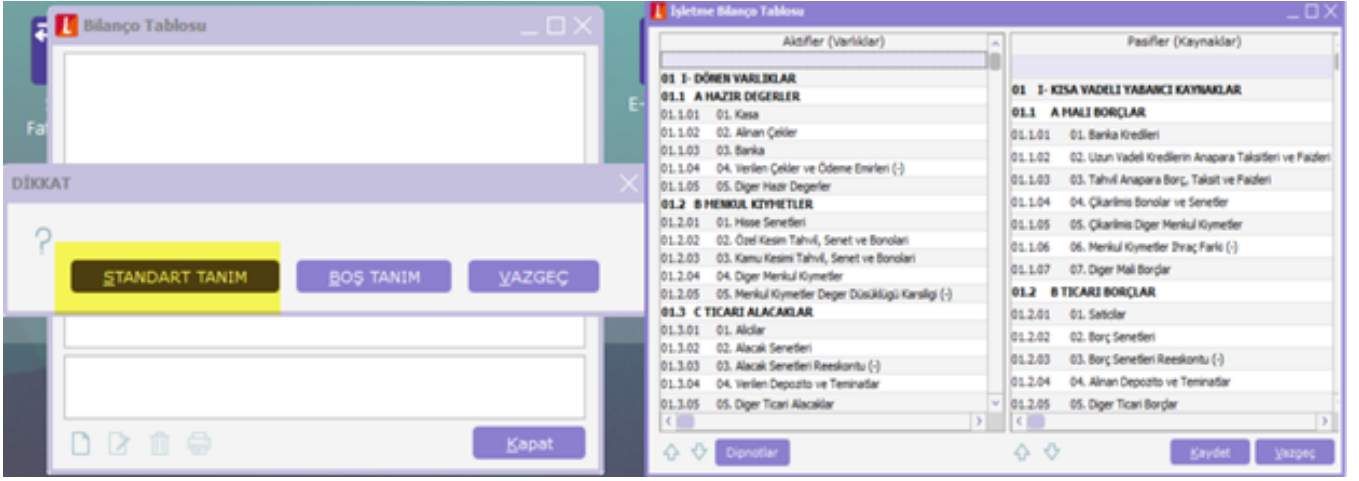 Bilanço Tablosu
Fa
E-
DİKKAT
?
STANDART TANIM
BOŞ TANIM
VAZGEÇ
Kapat
İşletme Bilanço Tablosu
Aktifler (Varlıklar)
01 I- DÖNEN VARLIKLAR
01.1 A HAZIR DEGERLER
01.1.01 01. Kasa
01.1.02 02. Alinan Çekler
01.1.03 03. Banka
01.1.04 04. Verilen Çekler ve Ödeme Emirleri (-)
01.1.05 05. Diger Hazir Degerler
01.2 B MENKUL KIYMETLER
01.2.01 01. Hisse Senetleri
01.2.02 02. Özel Kesim Tahvil, Senet ve Bonolari
01.2.03 03. Kamu Kesimi Tahvil, Senet ve Bonolari
01.2.04 04. Diger Menkul Kiymetler
01.2.05 05. Menkul Kiymetler Deger Düsüklügü Karsiligi (-)
01.3 C TICARI ALACAKLAR
01.3.01 01. Alicilar
01.3.02 02. Alacak Senetleri
01.3.03 03. Alacak Senetleri Reeskontu (-)
01.3.04 04. Verilen Depozito ve Teminatlar
01.3.05 05. Diger Ticari Alacaklar
Dipnotlar
Pasifler (Kaynaklar)
01 I- KISA VADELI YABANCI KAYNAKLAR
01.1 A MALI BORÇLAR
01.1.01 01. Banka Kredileri
01.1.02 02. Uzun Vadeli Kredilerin Anapara Taksitleri ve Faizleri
01.1.03 03. Tahvil Anapara Borç, Taksit ve Faizleri
01.1.04 04. Çikarilmis Bonolar ve Senetler
01.1.05 05. Çikarilmis Diger Menkul Kiymetler
01.1.06 06. Menkul Kiymetler Ihraç Farki (-)
01.1.07 07. Diger Mali Borçlar
01.2 B TICARI BORÇLAR
01.2.01 01. Saticilar
01.2.02 02. Borç Senetleri
01.2.03 03. Borç Senetleri Reeskontu (-)
01.2.04 04. Alinan Depozito ve Teminatlar
01.2.05 05. Diger Ticari Borçlar
Kaydet
Vazgeç